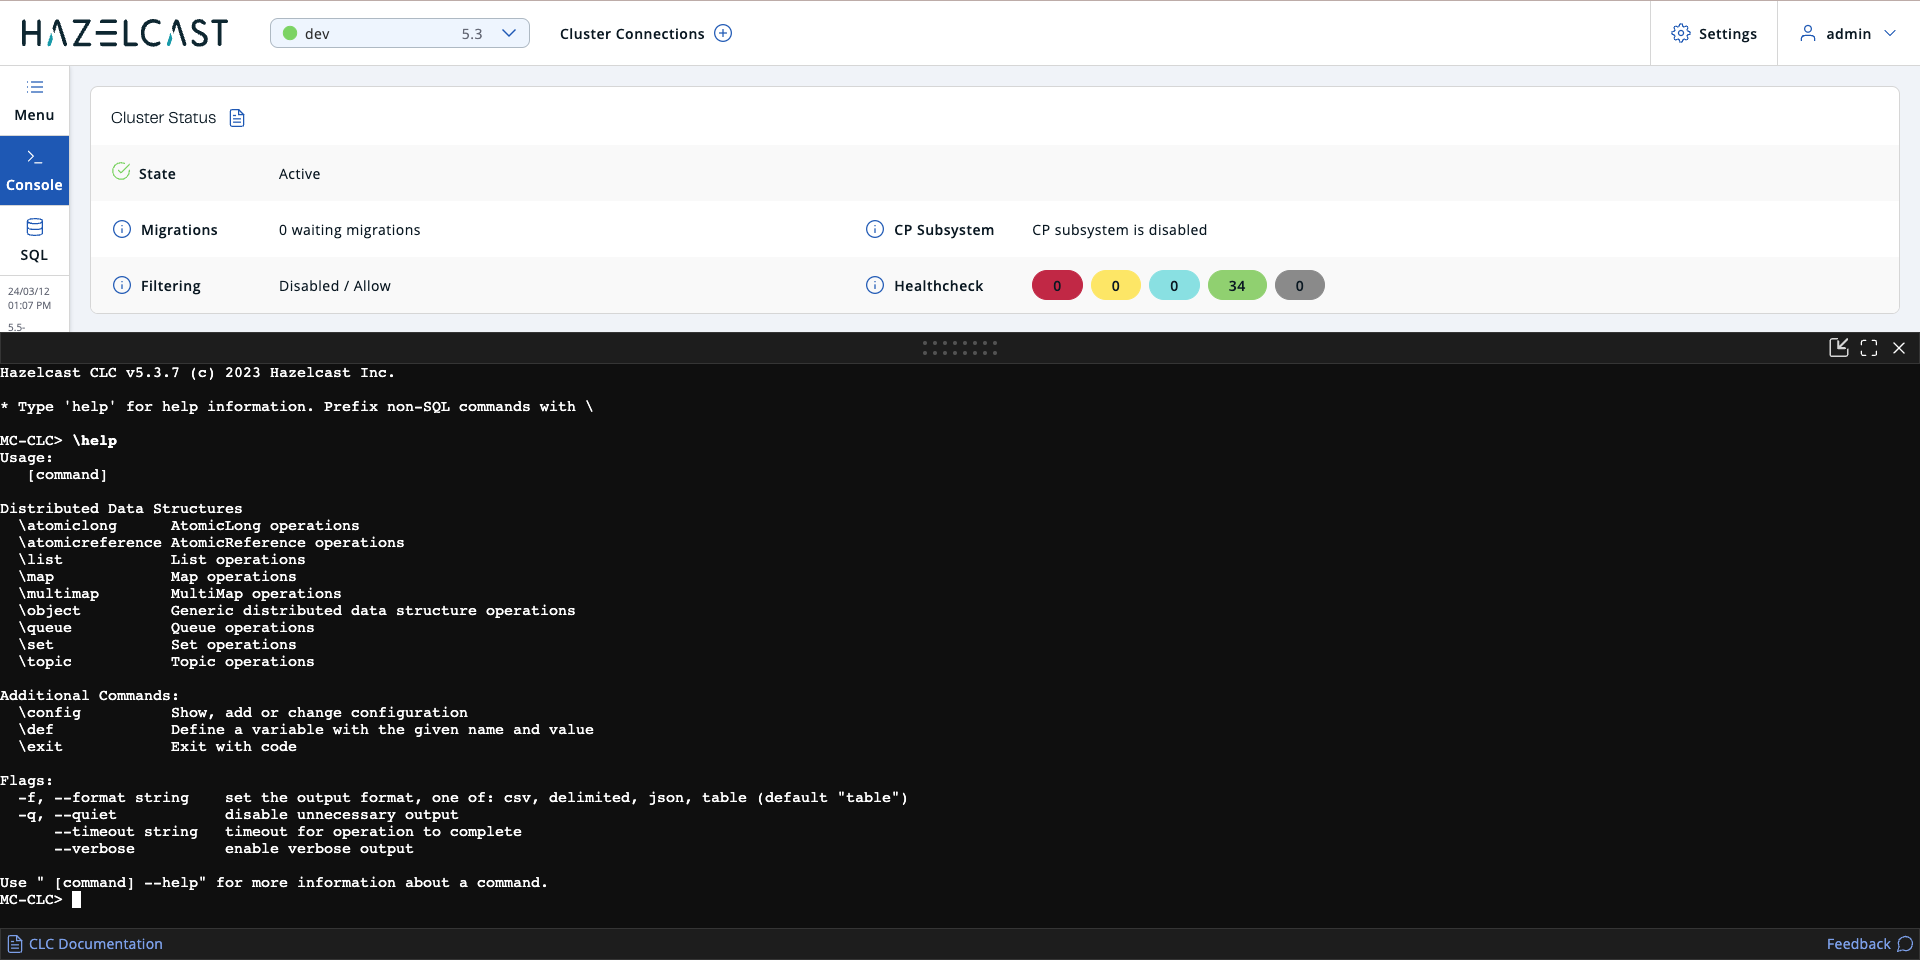 HAZELCAST
dev 5.3
Cluster Connections
Settings
admin
Menu
Console
SQL
24/03/12
01:07 PM
5.5-
Cluster Status
State Active
Migrations 0 waiting migrations
CP Subsystem CP subsystem is disabled
Filtering Disabled / Allow
Healthcheck 0 0 0 34 0
Hazelcast CLC v5.3.7 (c) 2023 Hazelcast Inc.
* Type 'help' for help information. Prefix non-SQL commands with \
MC-CLC> \help
Usage:
[command]
Distributed Data Structures
\atomiclong AtomicLong operations
\atomicreference AtomicReference operations
\list List operations
\map Map operations
\multimap MultiMap operations
\object Generic distributed data structure operations
\queue Queue operations
\set Set operations
\topic Topic operations
Additional Commands:
\config Show, add or change configuration
\def Define a variable with the given name and value
\exit Exit with code
Flags:
-f, --format string set the output format, one of: csv, delimited, json, table (default "table")
-q, --quiet disable unnecessary output
--timeout string timeout for operation to complete
--verbose enable verbose output
Use " [command] --help" for more information about a command.
MC-CLC>
CLC Documentation
Feedback